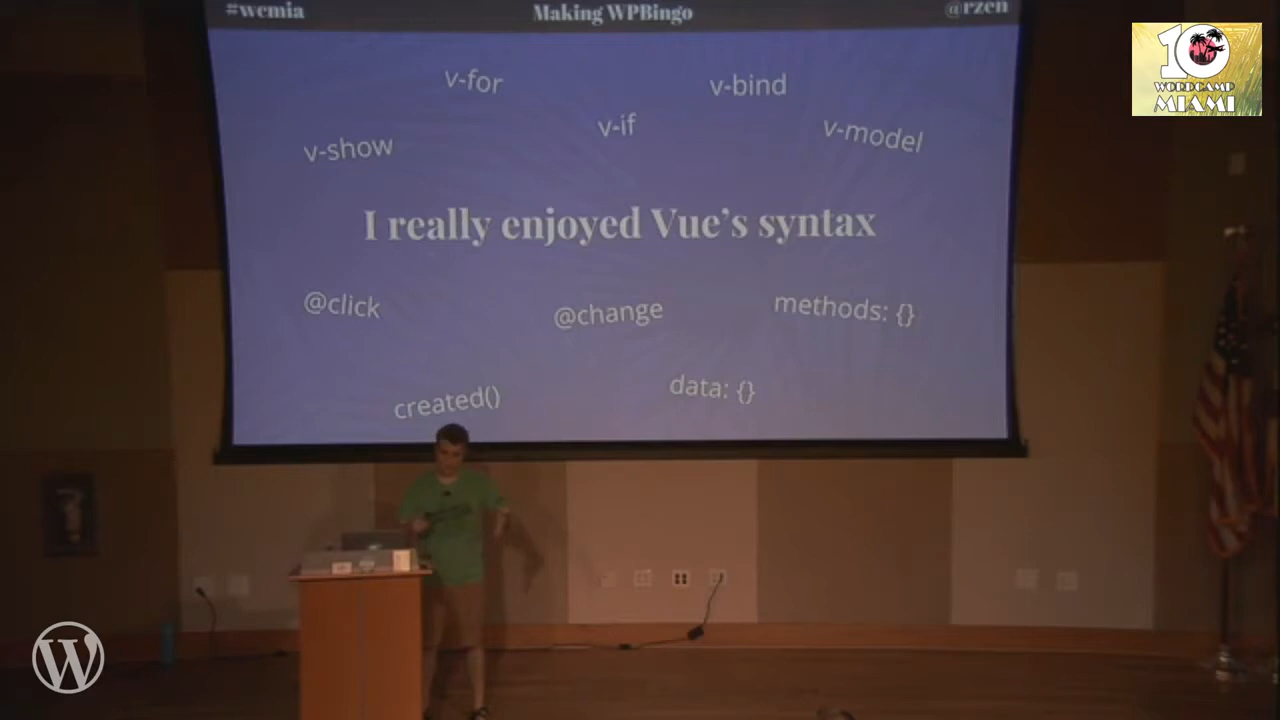 #wcmia Making WPBingo @rzen
v-for v-bind
v-if
v-show v-model
I really enjoyed Vue's syntax
@click @change methods: {}
created() data: {}
10
WORDCAMP
MIAMI
W